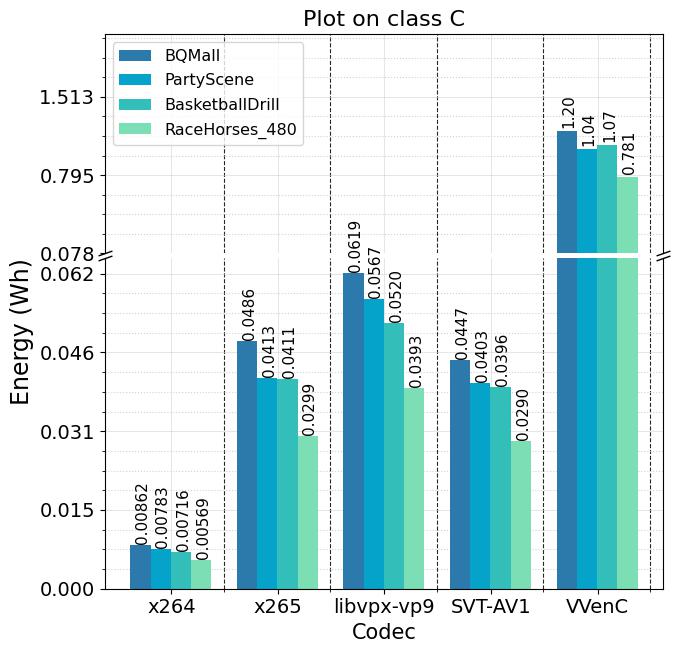 Plot on class C
BQMall
PartyScene
BasketballDrill
RaceHorses_480
1.513
0.795
0.078
0.062
0.046
0.031
0.015
0.000
Energy (Wh)
0.00862
0.00783
0.00716
0.00569
0.0486
0.0413
0.0411
0.0299
0.0619
0.0567
0.0520
0.0393
0.0447
0.0403
0.0396
0.0290
1.20
1.04
1.07
0.781
x264
x265
libvpx-vp9
SVT-AV1
VVenC
Codec